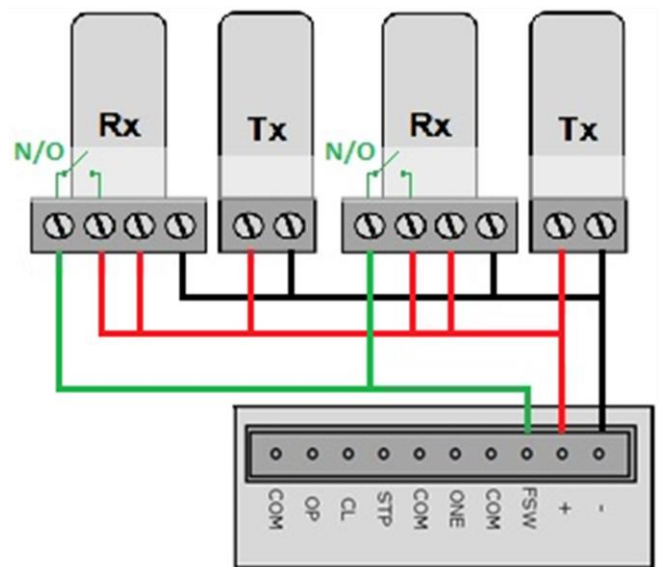 Rx
Tx
Rx
Tx
N/O
N/O
COM
OP
CL
STP
COM
ONE
COM
FSW
+
-